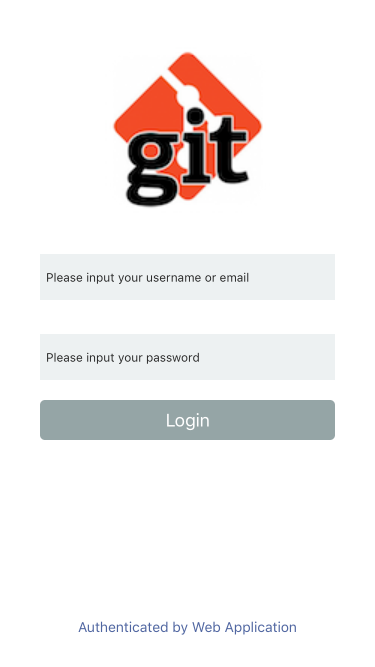 git
Please input your username or email
Please input your password
Login
Authenticated by Web Application